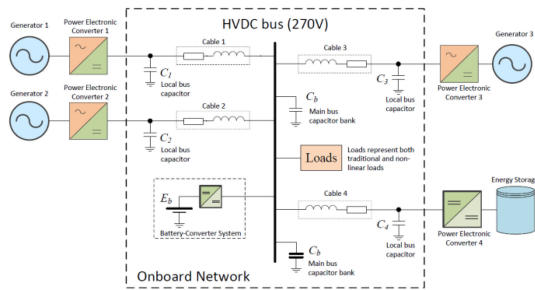 HVDC bus (270V)
Generator 1
Power Electronic
Converter 1
Cable 1
C1
Local bus
capacitor
Generator 2
Power Electronic
Converter 2
Cable 2
C2
Local bus
capacitor
Eb
Battery-Converter System
Onboard Network
Cable 3
C3
Local bus
capacitor
Generator 3
Power Electronic
Converter 3
Cb
Main bus
capacitor bank
Loads
Loads represent both
traditional and non-
linear loads
Cable 4
C4
Local bus
capacitor
Energy Storag
Power Electronic
Converter 4
Cb
Main bus
capacitor bank